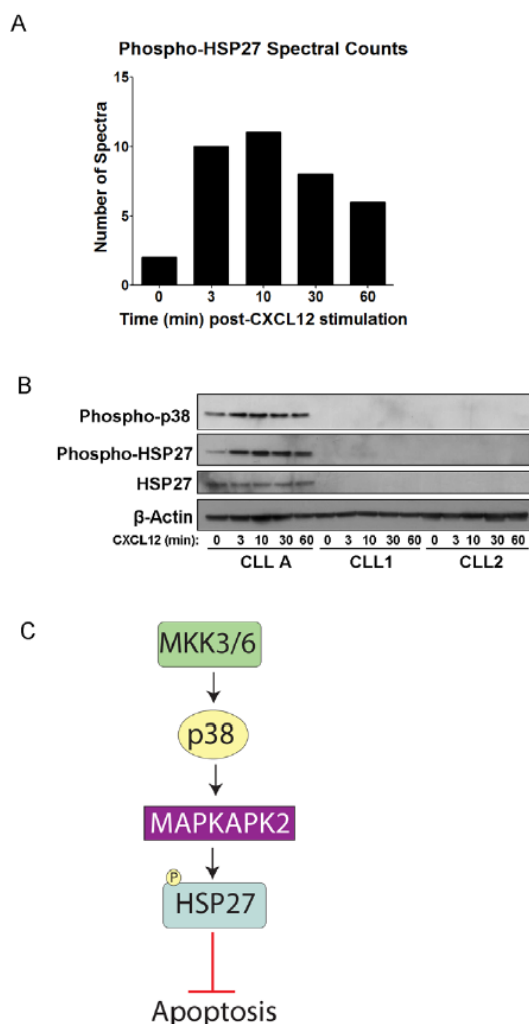 A
Phospho-HSP27 Spectral Counts
15
10
5
0
Number of Spectra
0 3 10 30 60
Time (min) post-CXCL12 stimulation
B
Phospho-p38
Phospho-HSP27
HSP27
β-Actin
CXCL12 (min): 0 3 10 30 60 0 3 10 30 60 0 3 10 30 60
CLL A CLL1 CLL2
C
MKK3/6
p38
MAPKAPK2
P
HSP27
Apoptosis